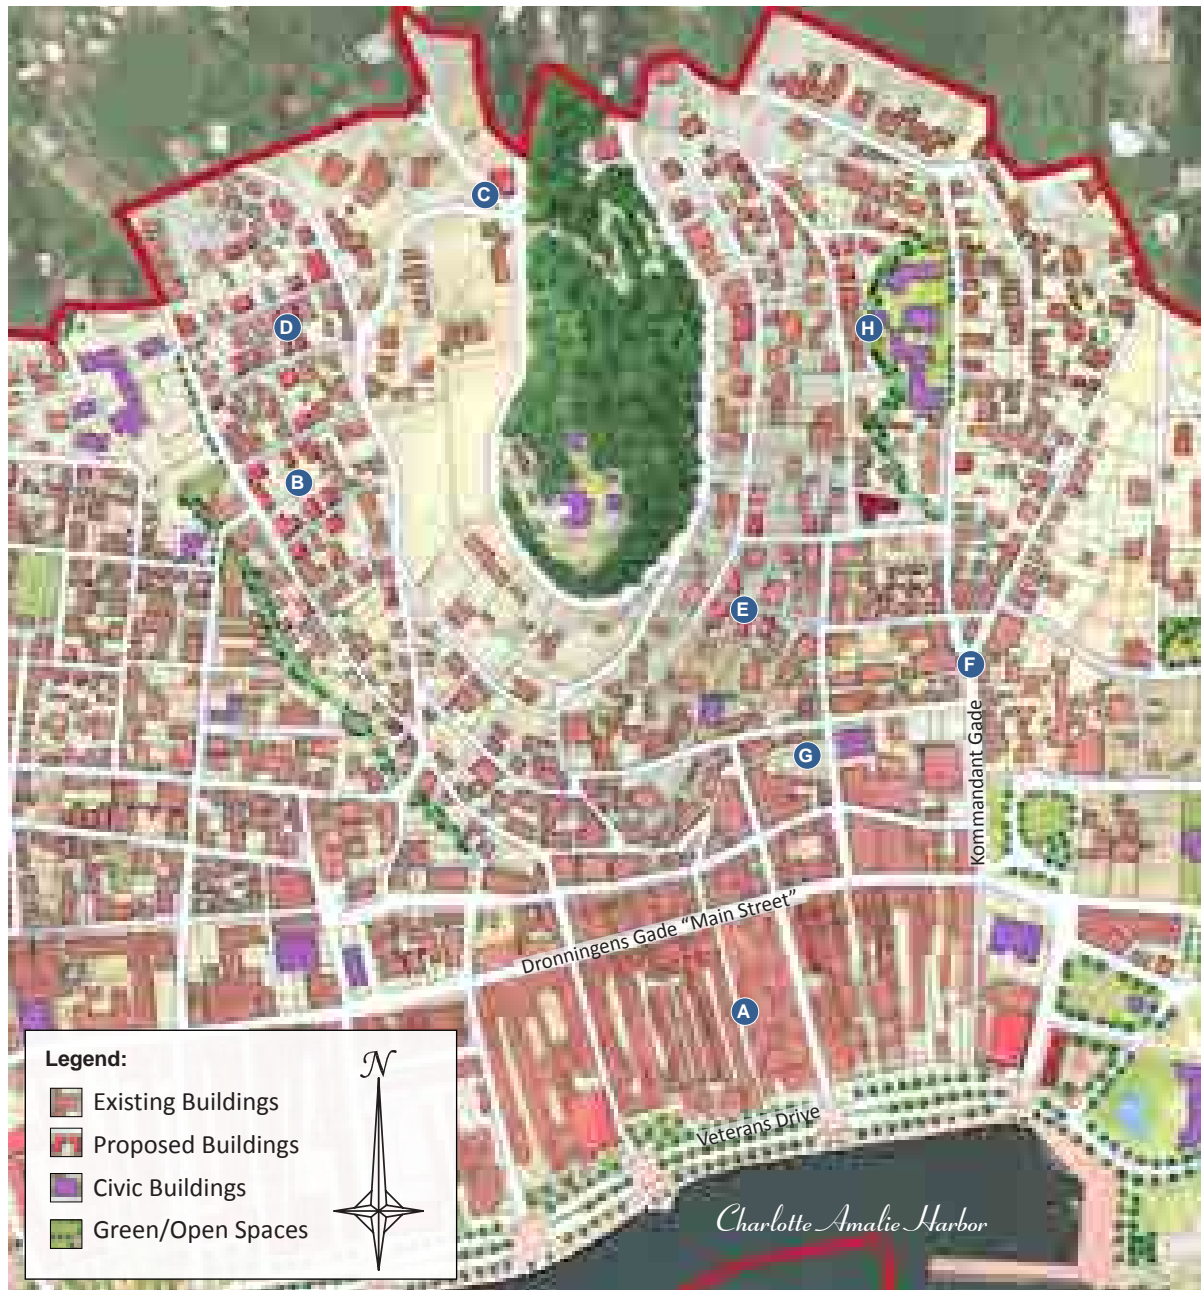 C
D
H
B
E
F
Kommandant Gade
G
Dronningens Gade “Main Street”
A
Veterans Drive
Charlotte Amalie Harbor
Legend:
N
Existing Buildings
Proposed Buildings
Civic Buildings
Green/Open Spaces